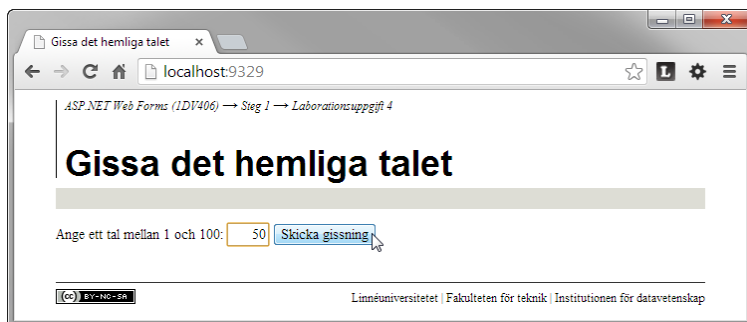 Gissa det hemliga talet x
localhost:9329
L
ASP.NET Web Forms (1DV406) → Steg 1 → Laborationsuppgift 4
Gissa det hemliga talet
Ange ett tal mellan 1 och 100: 50 Skicka gissning
(cc) BY-NC-SA Linnéuniversitetet | Fakulteten för teknik | Institutionen för datavetenskap